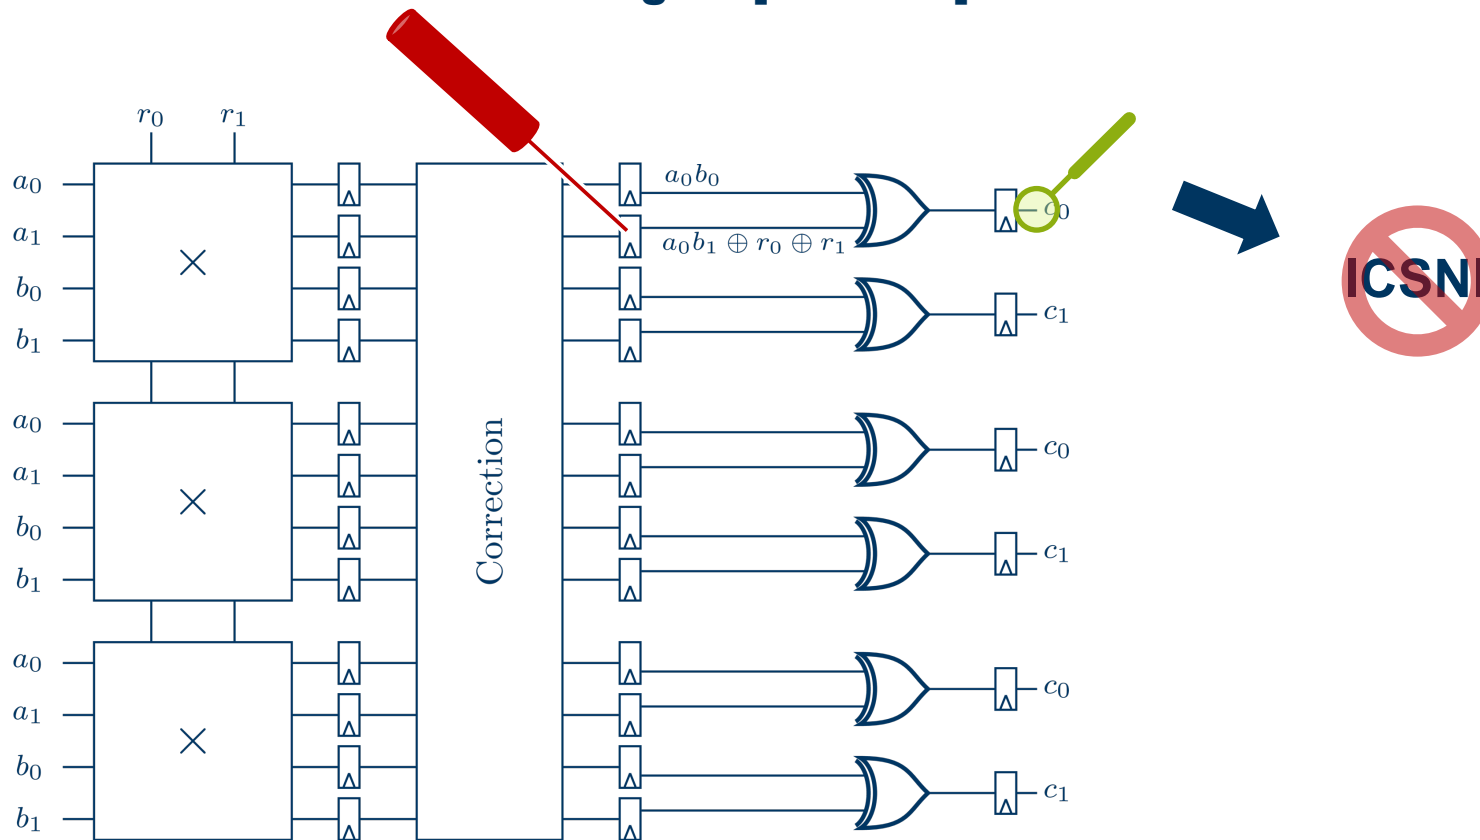 r₀ r₁
a₀
a₁
b₀
b₁
×
a₀b₀
a₀b₁ ⊕ r₀ ⊕ r₁
c₀
c₁
a₀
a₁
b₀
b₁
×
Correction
c₀
c₁
a₀
a₁
b₀
b₁
×
c₀
c₁